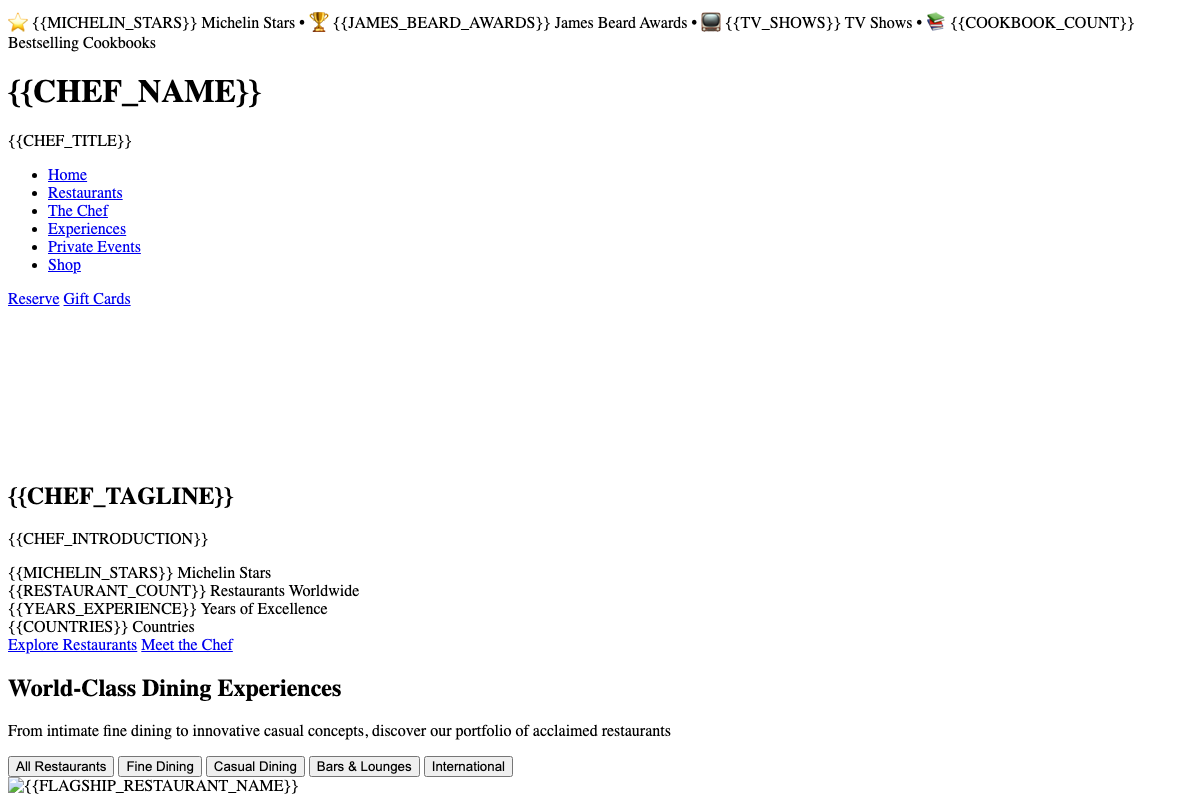 ⭐ {{MICHELIN_STARS}} Michelin Stars • 🏆 {{JAMES_BEARD_AWARDS}} James Beard Awards • 📺 {{TV_SHOWS}} TV Shows • 📚 {{COOKBOOK_COUNT}}
Bestselling Cookbooks
{{CHEF_NAME}}
{{CHEF_TITLE}}
• Home
• Restaurants
• The Chef
• Experiences
• Private Events
• Shop
Reserve Gift Cards
{{CHEF_TAGLINE}}
{{CHEF_INTRODUCTION}}
{{MICHELIN_STARS}} Michelin Stars
{{RESTAURANT_COUNT}} Restaurants Worldwide
{{YEARS_EXPERIENCE}} Years of Excellence
{{COUNTRIES}} Countries
Explore Restaurants Meet the Chef
World-Class Dining Experiences
From intimate fine dining to innovative casual concepts, discover our portfolio of acclaimed restaurants
All Restaurants Fine Dining Casual Dining Bars & Lounges International
{{FLAGSHIP_RESTAURANT_NAME}}